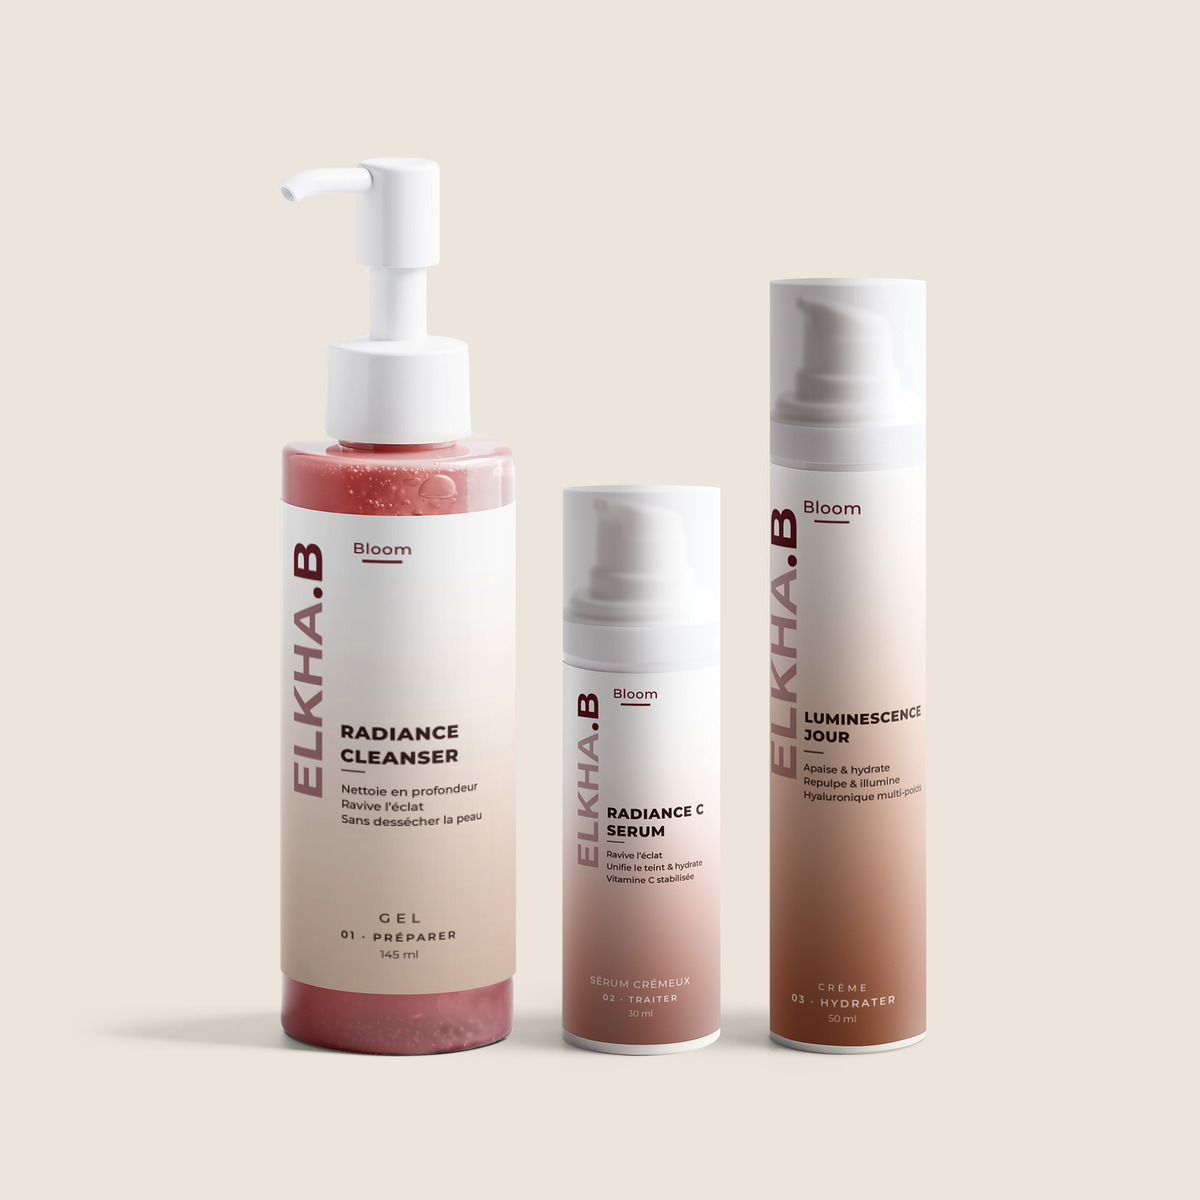 ELKHA.B
Bloom
RADIANCE
CLEANSER
Nettoie en profondeur
Ravive l'éclat
Sans dessécher la peau
GEL
01 · PRÉPARER
145 ml
ELKHA.B
Bloom
RADIANCE C
SERUM
Ravive l'éclat
Unifie le teint & hydrate
Vitamine C stabilisée
SÉRUM CRÉMEUX
02 · TRAITER
30 ml
ELKHA.B
Bloom
LUMINESCENCE
JOUR
Apaise & hydrate
Repulpe & illumine
Hyaluronique multi-poids
CRÈME
03 · HYDRATER
50 ml